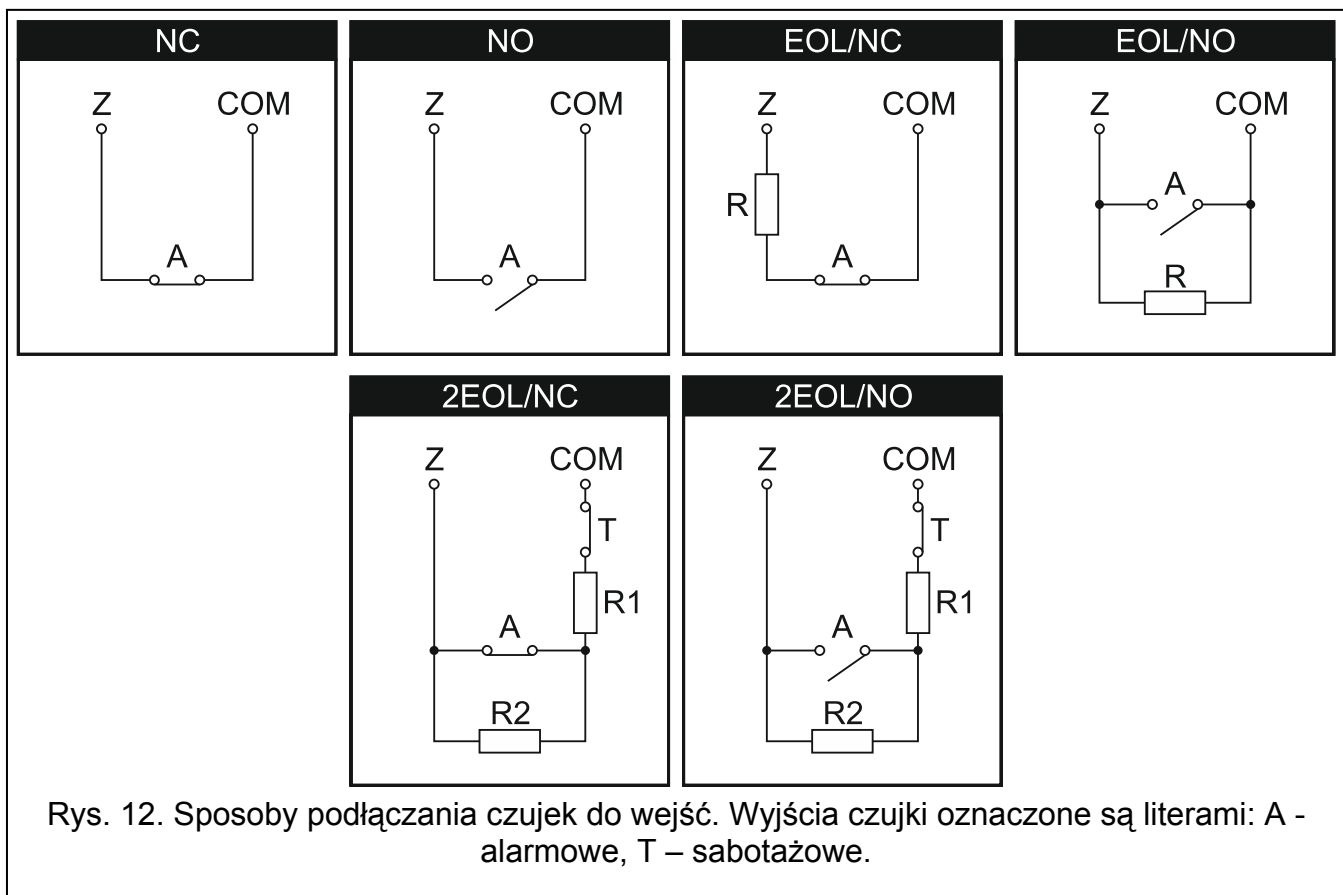 NC
Z COM
A
NO
Z COM
A
EOL/NC
Z COM
R
A
EOL/NO
Z COM
A
R
2EOL/NC
Z COM
T
R1
A
R2
2EOL/NO
Z COM
T
R1
A
R2
Rys. 12. Sposoby podłączania czujek do wejść. Wyjścia czujki oznaczone są literami: A -
alarmowe, T – sabotażowe.